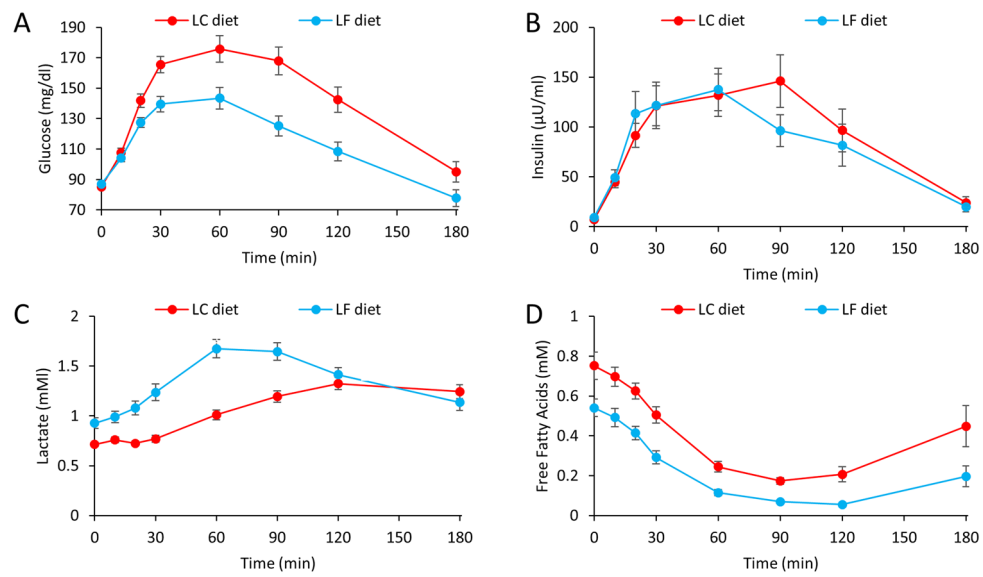 A
LC diet
LF diet
Glucose (mg/dl)
190
170
150
130
110
90
70
0 30 60 90 120 150 180
Time (min)
B
LC diet
LF diet
Insulin (µU/ml)
200
150
100
50
0
0 30 60 90 120 150 180
Time (min)
C
LC diet
LF diet
Lactate (mMl)
2
1.5
1
0.5
0
0 30 60 90 120 150 180
Time (min)
D
LC diet
LF diet
Free Fatty Acids (mM)
1
0.8
0.6
0.4
0.2
0
0 30 60 90 120 150 180
Time (min)